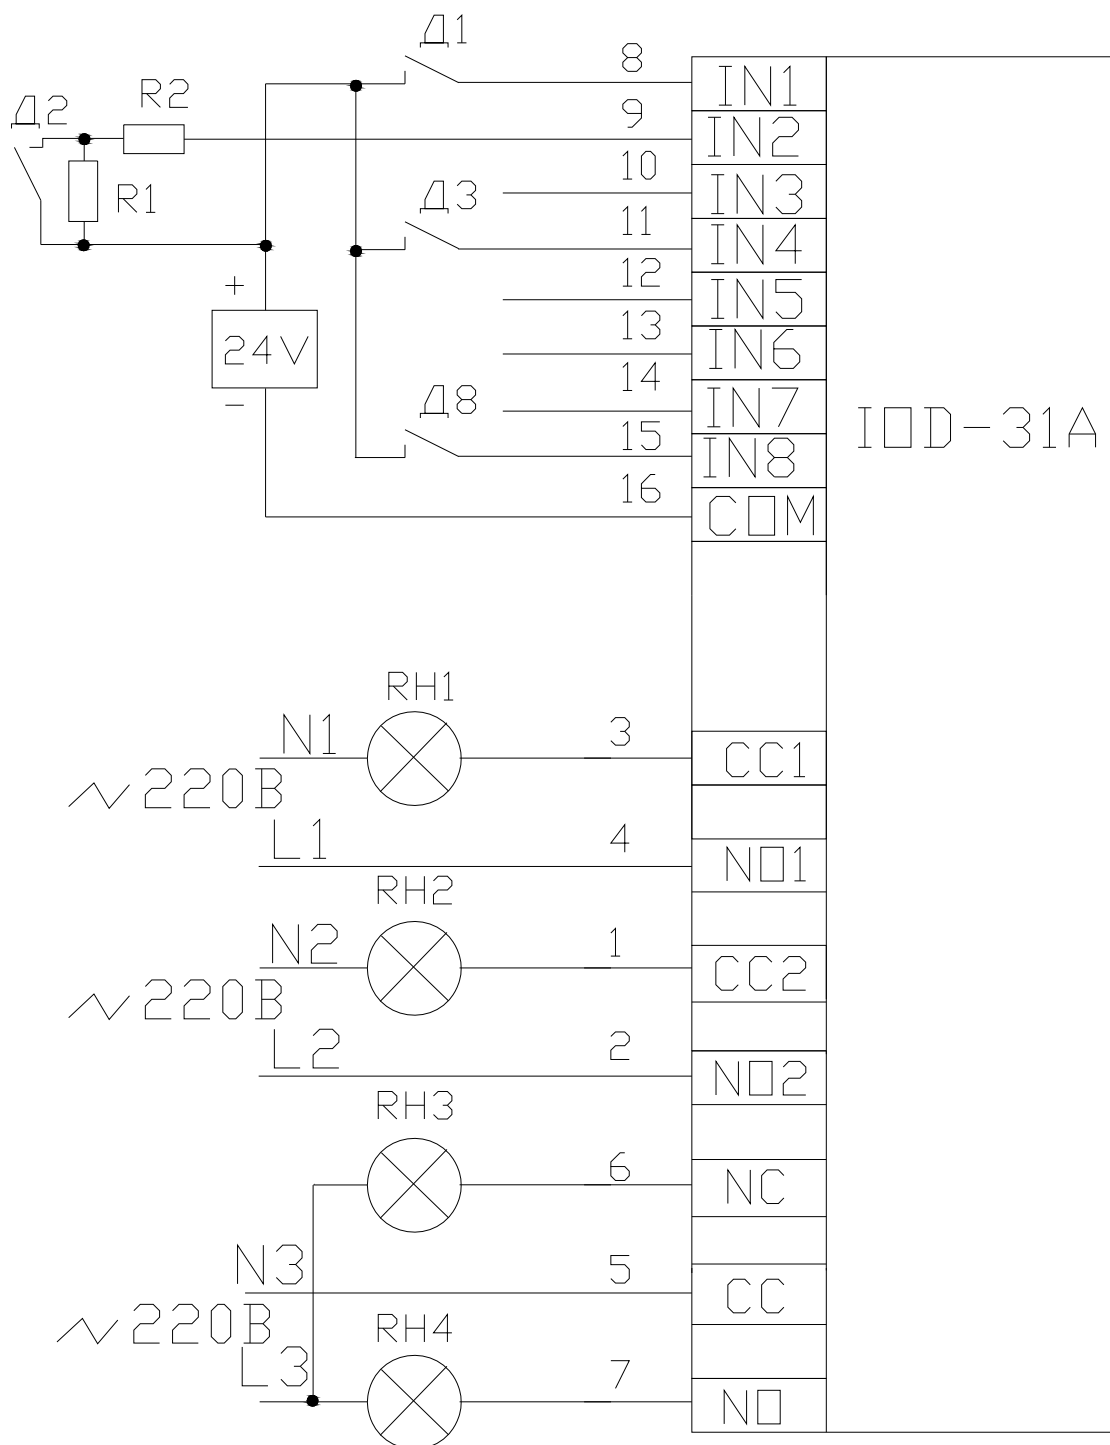 Д1
8
IN1
Д2
R2
9
IN2
R1
10
IN3
Д3
11
IN4
12
IN5
+
24V
-
13
IN6
14
IN7
Д8
15
IN8
IOD-31A
16
COM
RH1
N1
3
CC1
~220В
L1
4
NO1
RH2
N2
1
CC2
~220В
L2
2
NO2
RH3
6
NC
N3
5
CC
~220В
RH4
L3
7
NO